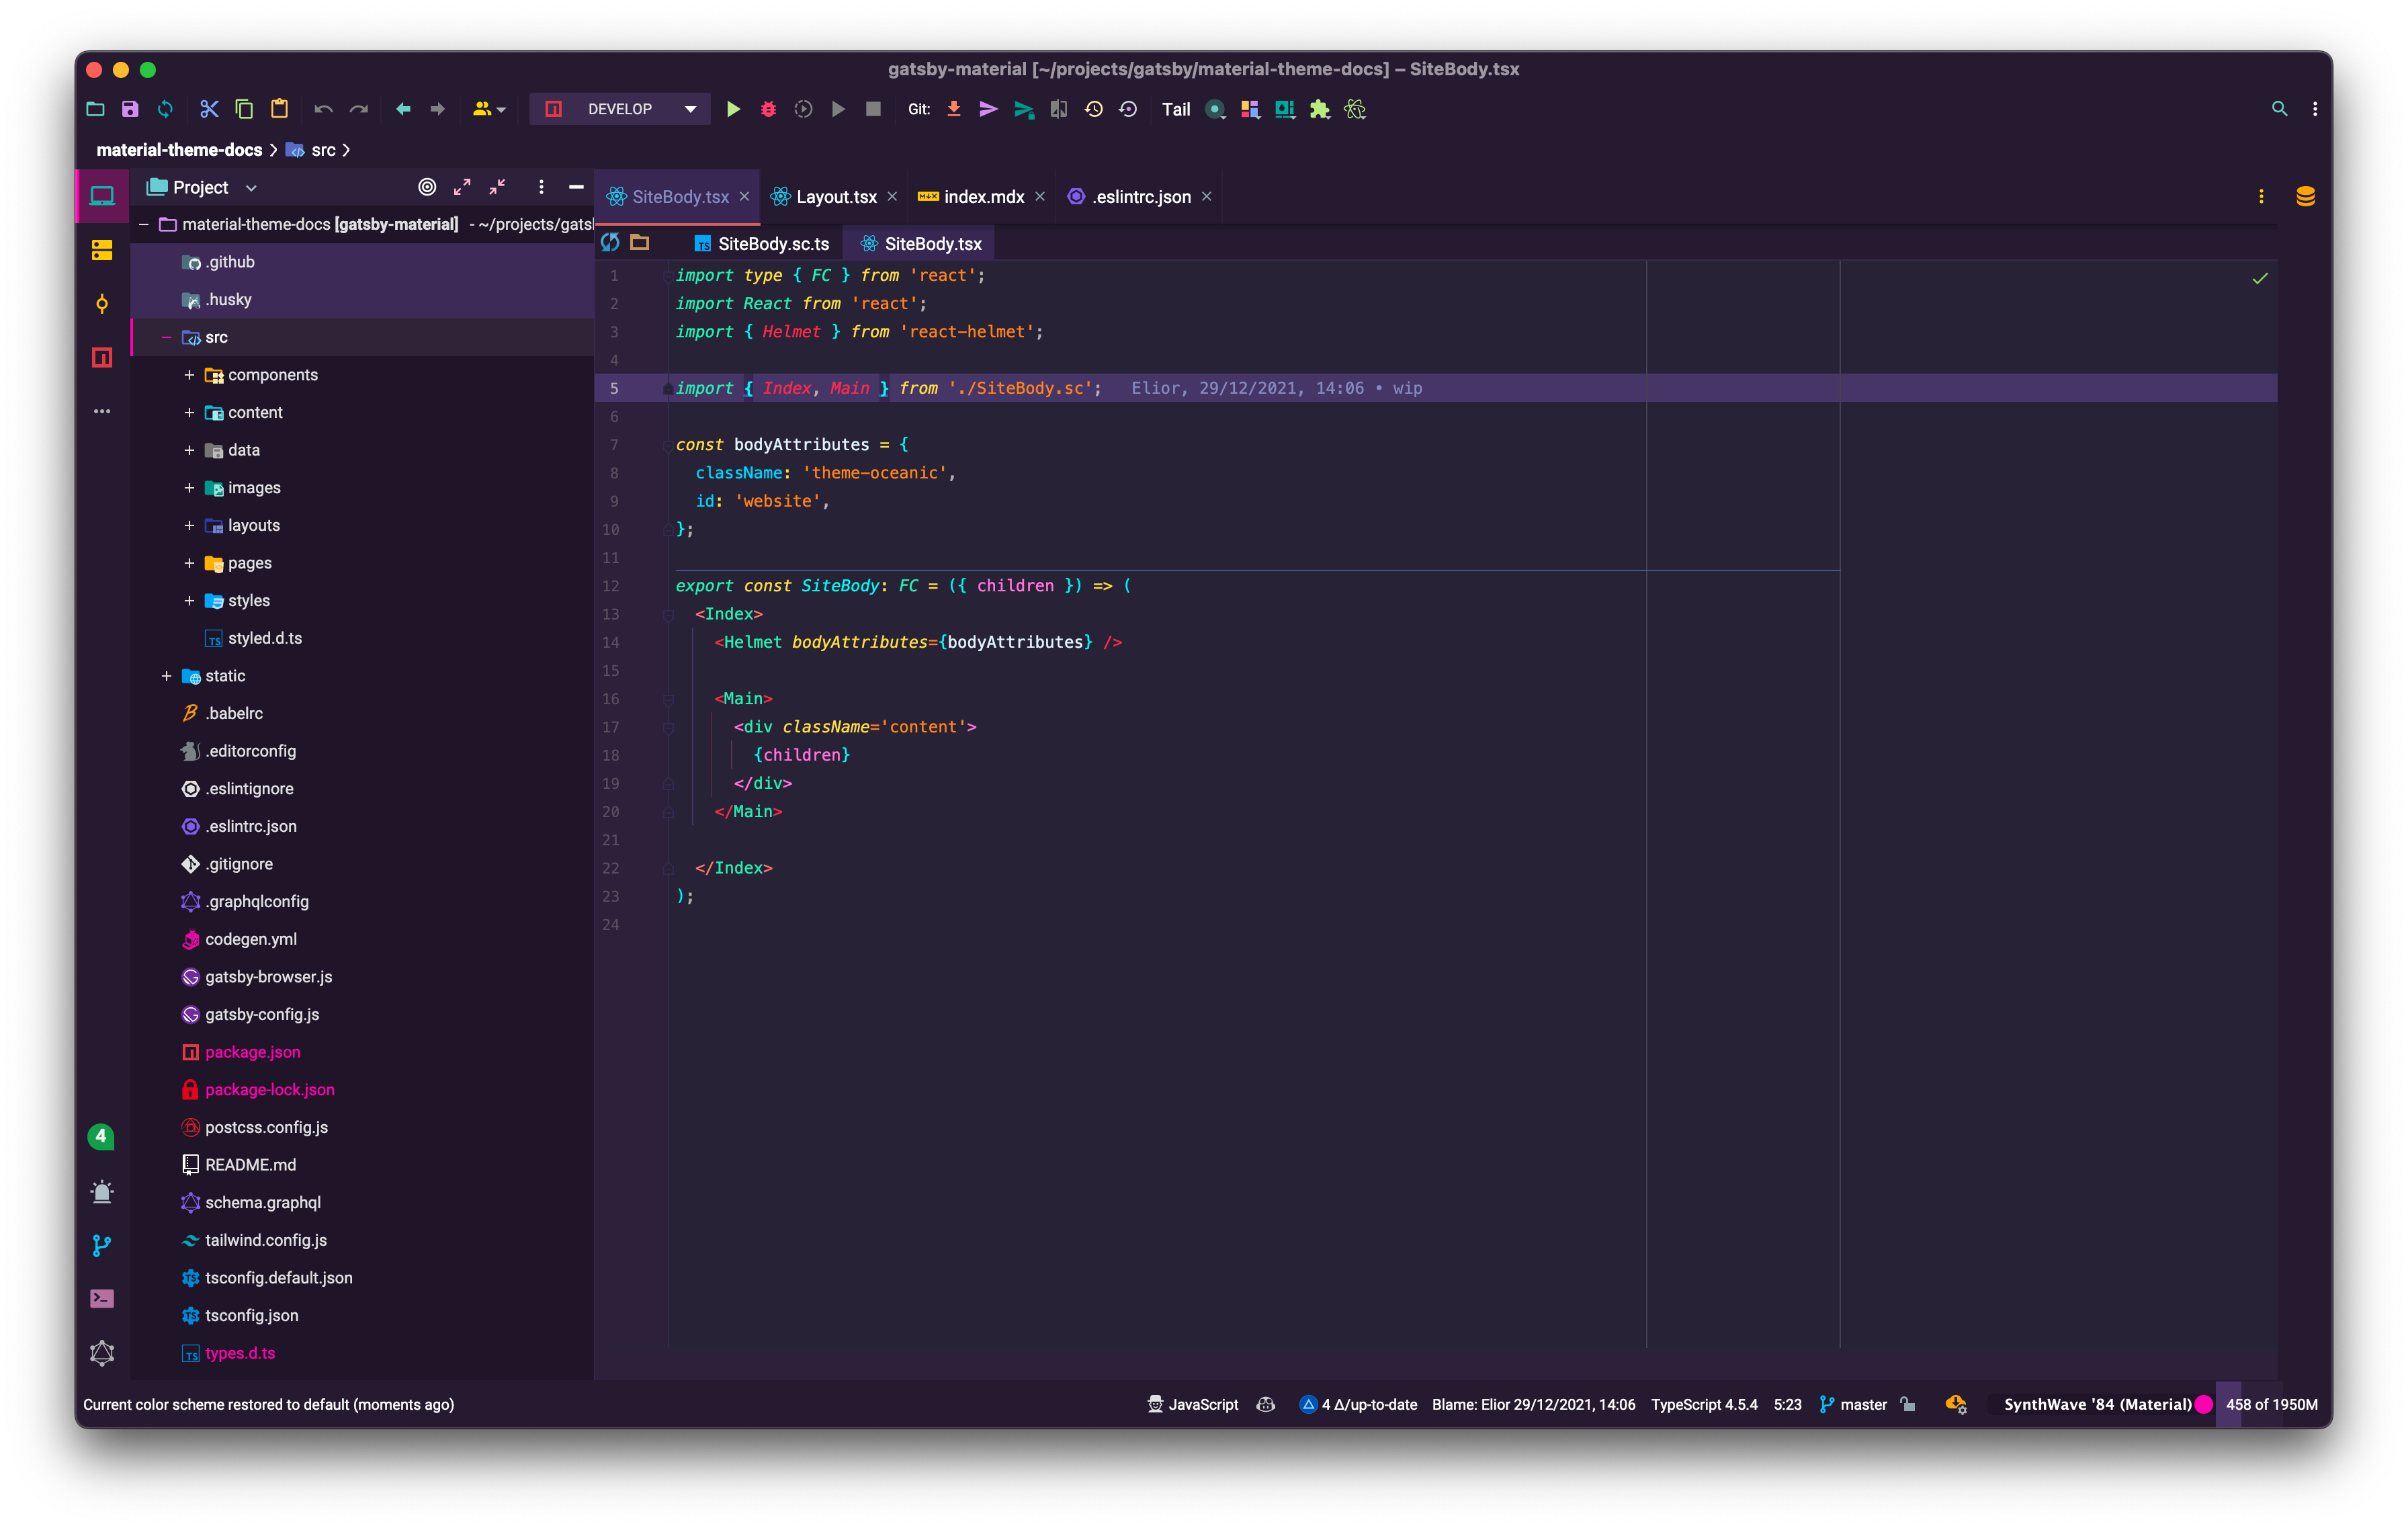 gatsby-material [~/projects/gatsby/material-theme-docs] – SiteBody.tsx
DEVELOP Git: Tail
material-theme-docs src
Project
material-theme-docs [gatsby-material] - ~/projects/gats
.github
.husky
src
components
content
data
images
layouts
pages
styles
styled.d.ts
static
.babelrc
.editorconfig
.eslintignore
.eslintrc.json
.gitignore
.graphqlconfig
codegen.yml
gatsby-browser.js
gatsby-config.js
package.json
package-lock.json
postcss.config.js
README.md
schema.graphql
tailwind.config.js
tsconfig.default.json
tsconfig.json
types.d.ts
4
SiteBody.tsx Layout.tsx index.mdx .eslintrc.json
SiteBody.sc.ts SiteBody.tsx
1 import type { FC } from 'react';
2 import React from 'react';
3 import { Helmet } from 'react-helmet';
4
5 import { Index, Main } from './SiteBody.sc'; Elior, 29/12/2021, 14:06 • wip
6
7 const bodyAttributes = {
8 className: 'theme-oceanic',
9 id: 'website',
10 };
11
12 export const SiteBody: FC = ({ children }) => (
13 <Index>
14 <Helmet bodyAttributes={bodyAttributes} />
15
16 <Main>
17 <div className='content'>
18 {children}
19 </div>
20 </Main>
21
22 </Index>
23 );
24
Current color scheme restored to default (moments ago) JavaScript 4 Δ/up-to-date Blame: Elior 29/12/2021, 14:06 TypeScript 4.5.4 5:23 master SynthWave '84 (Material) 458 of 1950M